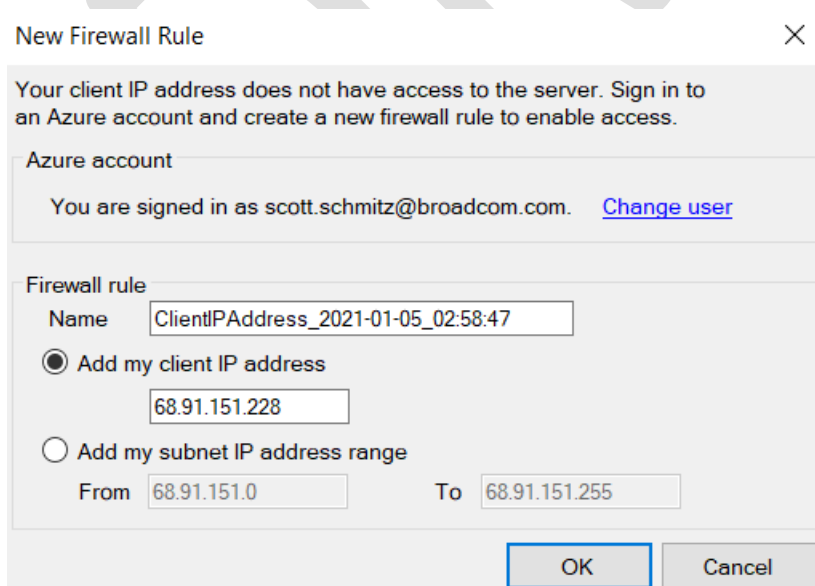 New Firewall Rule
Your client IP address does not have access to the server. Sign in to
an Azure account and create a new firewall rule to enable access.
Azure account
You are signed in as scott.schmitz@broadcom.com. Change user
Firewall rule
Name ClientIPAddress_2021-01-05_02:58:47
Add my client IP address
68.91.151.228
Add my subnet IP address range
From 68.91.151.0 To 68.91.151.255
OK Cancel